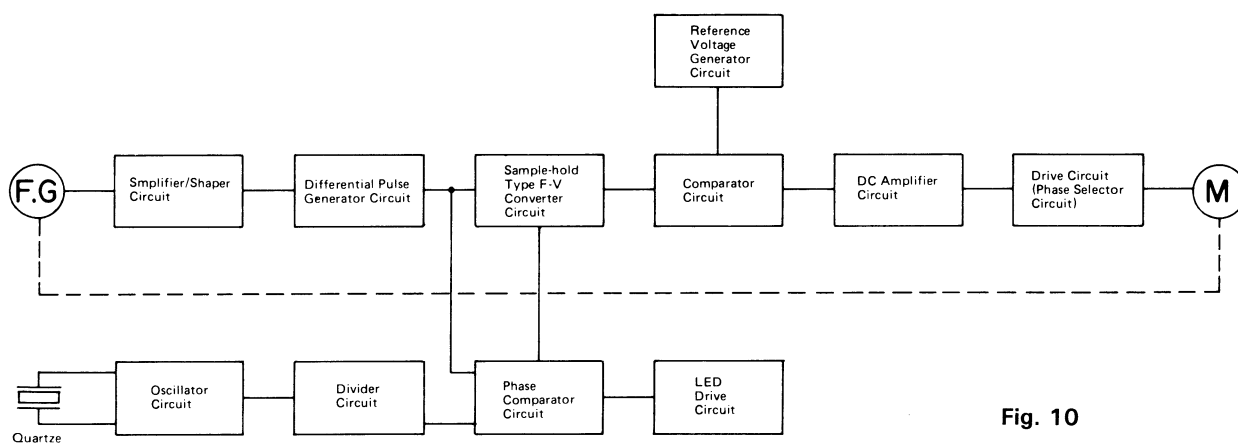 Reference
Voltage
Generator
Circuit
F.G
Smplifier/Shaper
Circuit
Differential Pulse
Generator Circuit
Sample-hold
Type F-V
Converter
Circuit
Comparator
Circuit
DC Amplifier
Circuit
Drive Circuit
(Phase Selector
Circuit)
M
Oscillator
Circuit
Divider
Circuit
Phase
Comparator
Circuit
LED
Drive
Circuit
Quartze
Fig. 10